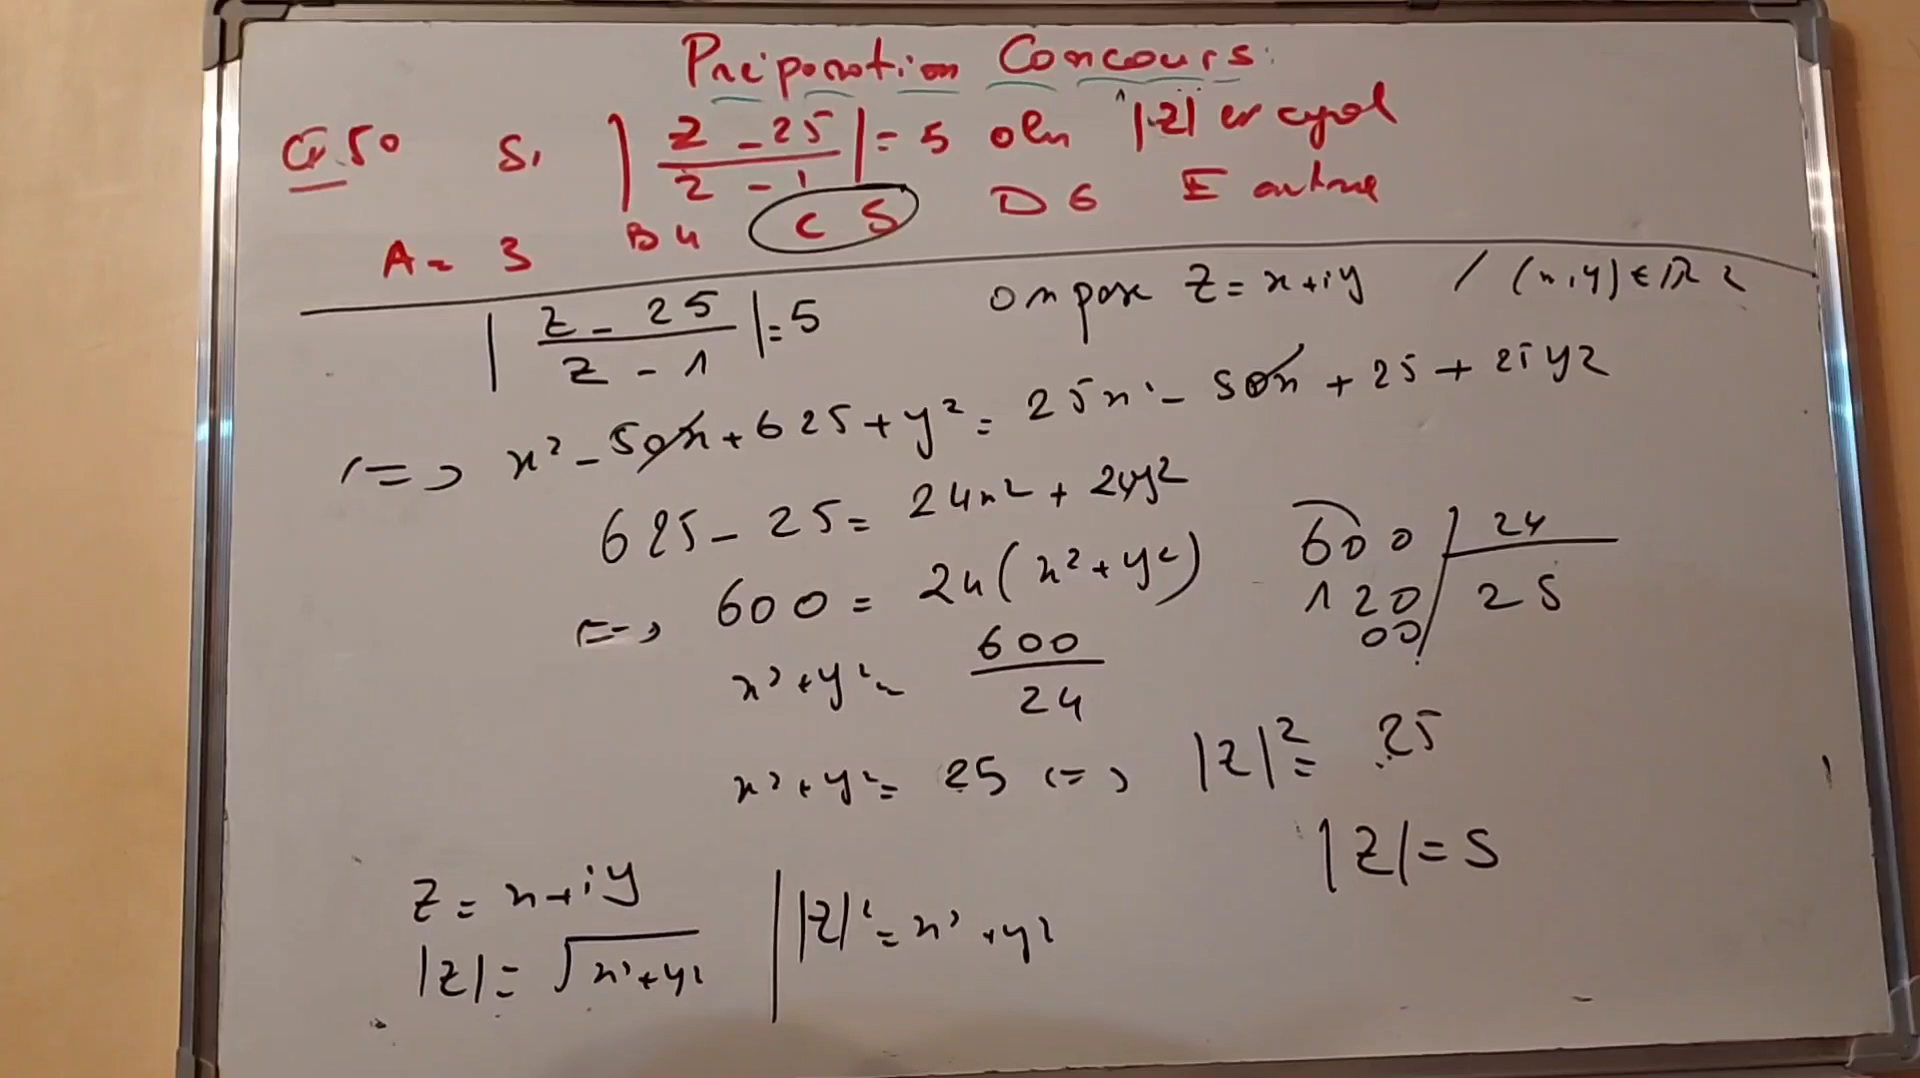 Préparation Concours:
Q 50 Si | (Z - 25)/(Z - 1) | = 5 aln |Z| est égal
A = 3 B 4 C 5 D 6 E autre
| (Z - 25)/(Z - 1) | = 5 on pose Z = x + iy / (x, y) ∈ ℝ²
<=> x² - 50x + 625 + y² = 25x² - 50x + 25 + 25y²
625 - 25 = 24x² + 24y²
<=> 600 = 24(x² + y²)
600 | 24
120 | 25
00
x² + y² = 600/24
x² + y² = 25 <=> |Z|² = 25
|Z| = 5
Z = x + iy
|Z| = √(x² + y²) | |Z|² = x² + y²